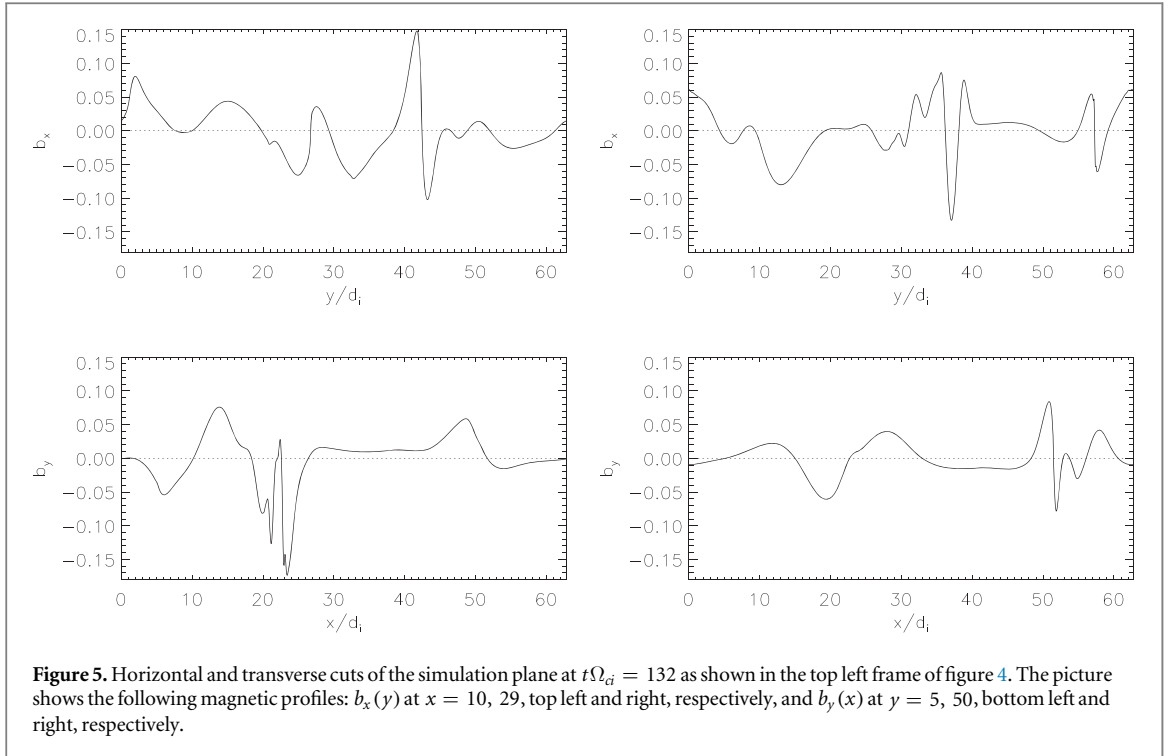 0.15
0.10
0.05
0.00
−0.05
−0.10
−0.15
b_x
0 10 20 30 40 50 60
y/d_i
0.15
0.10
0.05
0.00
−0.05
−0.10
−0.15
b_x
0 10 20 30 40 50 60
y/d_i
0.15
0.10
0.05
0.00
−0.05
−0.10
−0.15
b_y
0 10 20 30 40 50 60
x/d_i
0.15
0.10
0.05
0.00
−0.05
−0.10
−0.15
b_y
0 10 20 30 40 50 60
x/d_i
Figure 5. Horizontal and transverse cuts of the simulation plane at tΩ_ci = 132 as shown in the top left frame of figure 4. The picture
shows the following magnetic profiles: b_x(y) at x = 10, 29, top left and right, respectively, and b_y(x) at y = 5, 50, bottom left and
right, respectively.